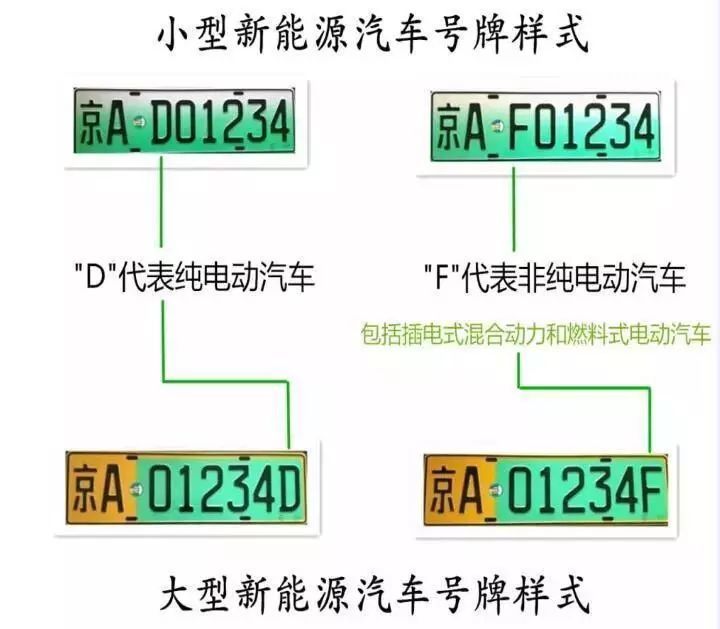 小型新能源汽车号牌样式
京A D01234
京A F01234
"D"代表纯电动汽车
"F"代表非纯电动汽车
包括插电式混合动力和燃料式电动汽车
京A 01234D
京A 01234F
大型新能源汽车号牌样式